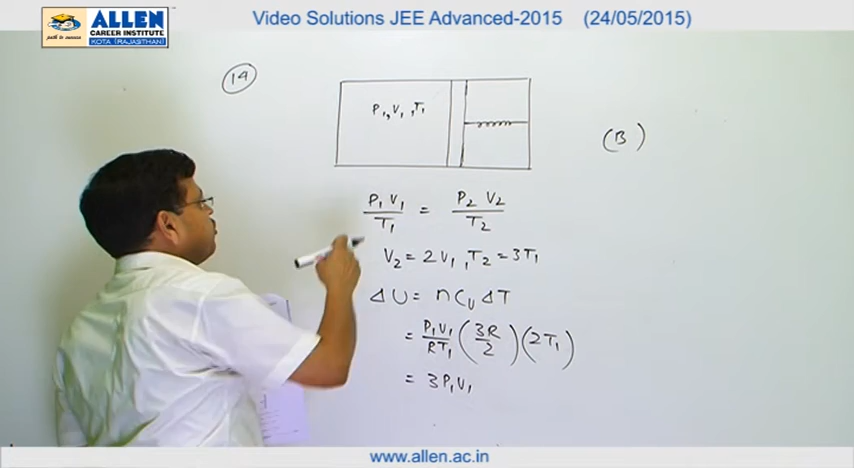 ALLEN
CAREER INSTITUTE
path to success
KOTA (RAJASTHAN)
Video Solutions JEE Advanced-2015 (24/05/2015)
14
P₁, V₁, T₁
(B)
P₁ V₁ / T₁ = P₂ V₂ / T₂
V₂ = 2V₁, T₂ = 3T₁
ΔU = nCᵥΔT
= P₁V₁ / RT₁ (3R / 2) (2T₁)
= 3P₁V₁
www.allen.ac.in